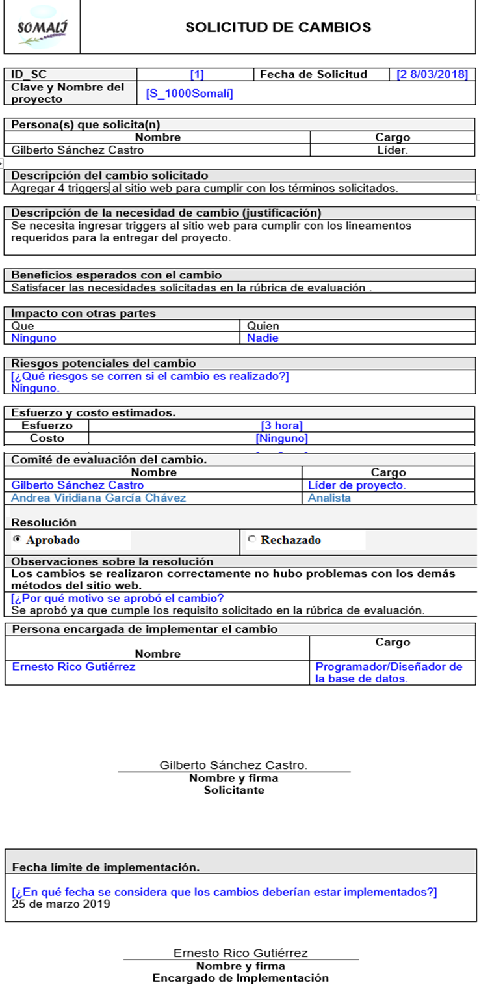 SOMALÍ
SOLICITUD DE CAMBIOS
ID_SC [1] Fecha de Solicitud [2 8/03/2018]
Clave y Nombre del
proyecto
[S_1000Somalí]
Persona(s) que solicita(n)
Nombre Cargo
Gilberto Sánchez Castro Líder.
Descripción del cambio solicitado
Agregar 4 triggers al sitio web para cumplir con los términos solicitados.
Descripción de la necesidad de cambio (justificación)
Se necesita ingresar triggers al sitio web para cumplir con los lineamentos
requeridos para la entregar del proyecto.
Beneficios esperados con el cambio
Satisfacer las necesidades solicitadas en la rúbrica de evaluación .
Impacto con otras partes
Que Quien
Ninguno Nadie
Riesgos potenciales del cambio
[¿Qué riesgos se corren si el cambio es realizado?]
Ninguno.
Esfuerzo y costo estimados.
Esfuerzo [3 hora]
Costo [Ninguno]
Comité de evaluación del cambio.
Nombre Cargo
Gilberto Sánchez Castro Líder de proyecto.
Andrea Viridiana García Chávez Analista
Resolución
Aprobado Rechazado
Observaciones sobre la resolución
Los cambios se realizaron correctamente no hubo problemas con los demás
métodos del sitio web.
[¿Por qué motivo se aprobó el cambio?
Se aprobó ya que cumple los requisito solicitado en la rúbrica de evaluación.
Persona encargada de implementar el cambio
Nombre Cargo
Ernesto Rico Gutiérrez Programador/Diseñador de
la base de datos.
Gilberto Sánchez Castro.
Nombre y firma
Solicitante
Fecha límite de implementación.
[¿En qué fecha se considera que los cambios deberían estar implementados?]
25 de marzo 2019
Ernesto Rico Gutiérrez
Nombre y firma
Encargado de Implementación